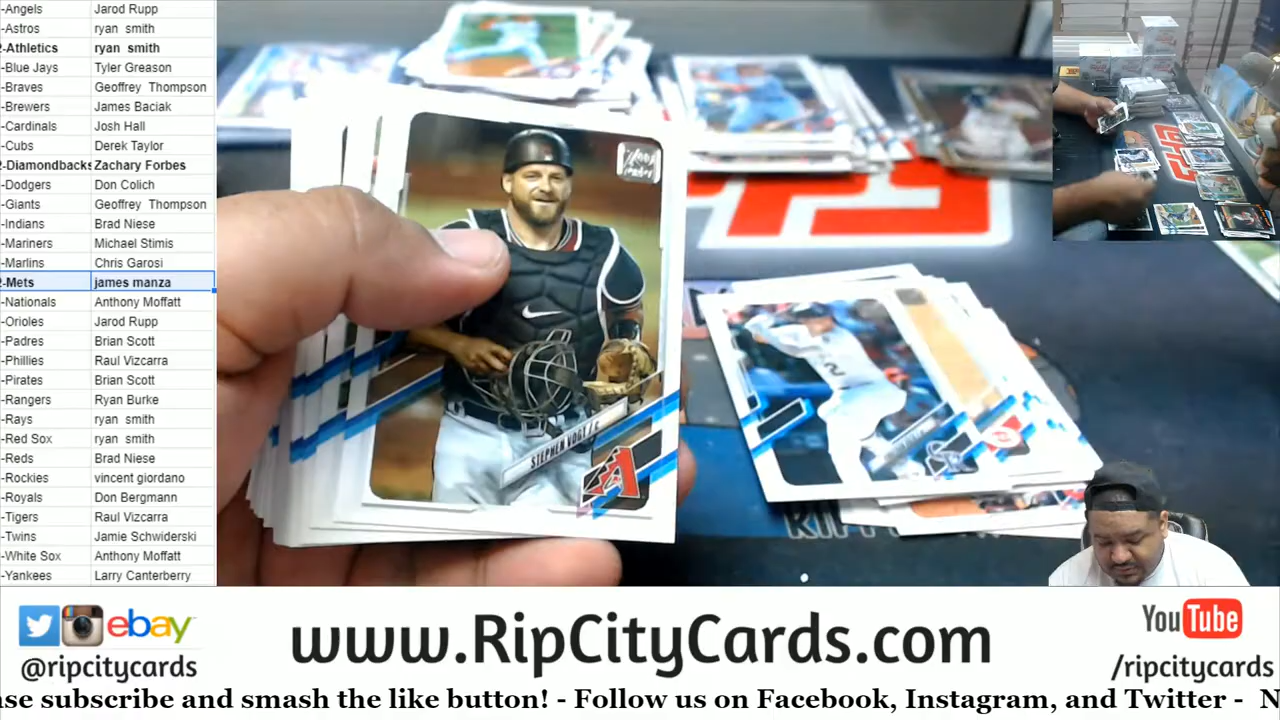 -Angels Jarod Rupp
-Astros ryan smith
2-Athletics ryan smith
-Blue Jays Tyler Greason
-Braves Geoffrey Thompson
-Brewers James Baciak
-Cardinals Josh Hall
-Cubs Derek Taylor
2-Diamondbacks Zachary Forbes
-Dodgers Don Colich
-Giants Geoffrey Thompson
-Indians Brad Niese
-Mariners Michael Stimis
-Marlins Chris Garosi
2-Mets james manza
-Nationals Anthony Moffatt
-Orioles Jarod Rupp
-Padres Brian Scott
-Phillies Raul Vizcarra
-Pirates Brian Scott
-Rangers Ryan Burke
-Rays ryan smith
-Red Sox ryan smith
-Reds Brad Niese
-Rockies vincent giordano
-Royals Don Bergmann
-Tigers Raul Vizcarra
-Twins Jamie Schwiderski
-White Sox Anthony Moffatt
-Yankees Larry Canterberry
STEPHEN VOGT / C
A
2
ebay
@ripcitycards
www.RipCityCards.com
YouTube
/ripcitycards
ase subscribe and smash the like button! - Follow us on Facebook, Instagram, and Twitter - N